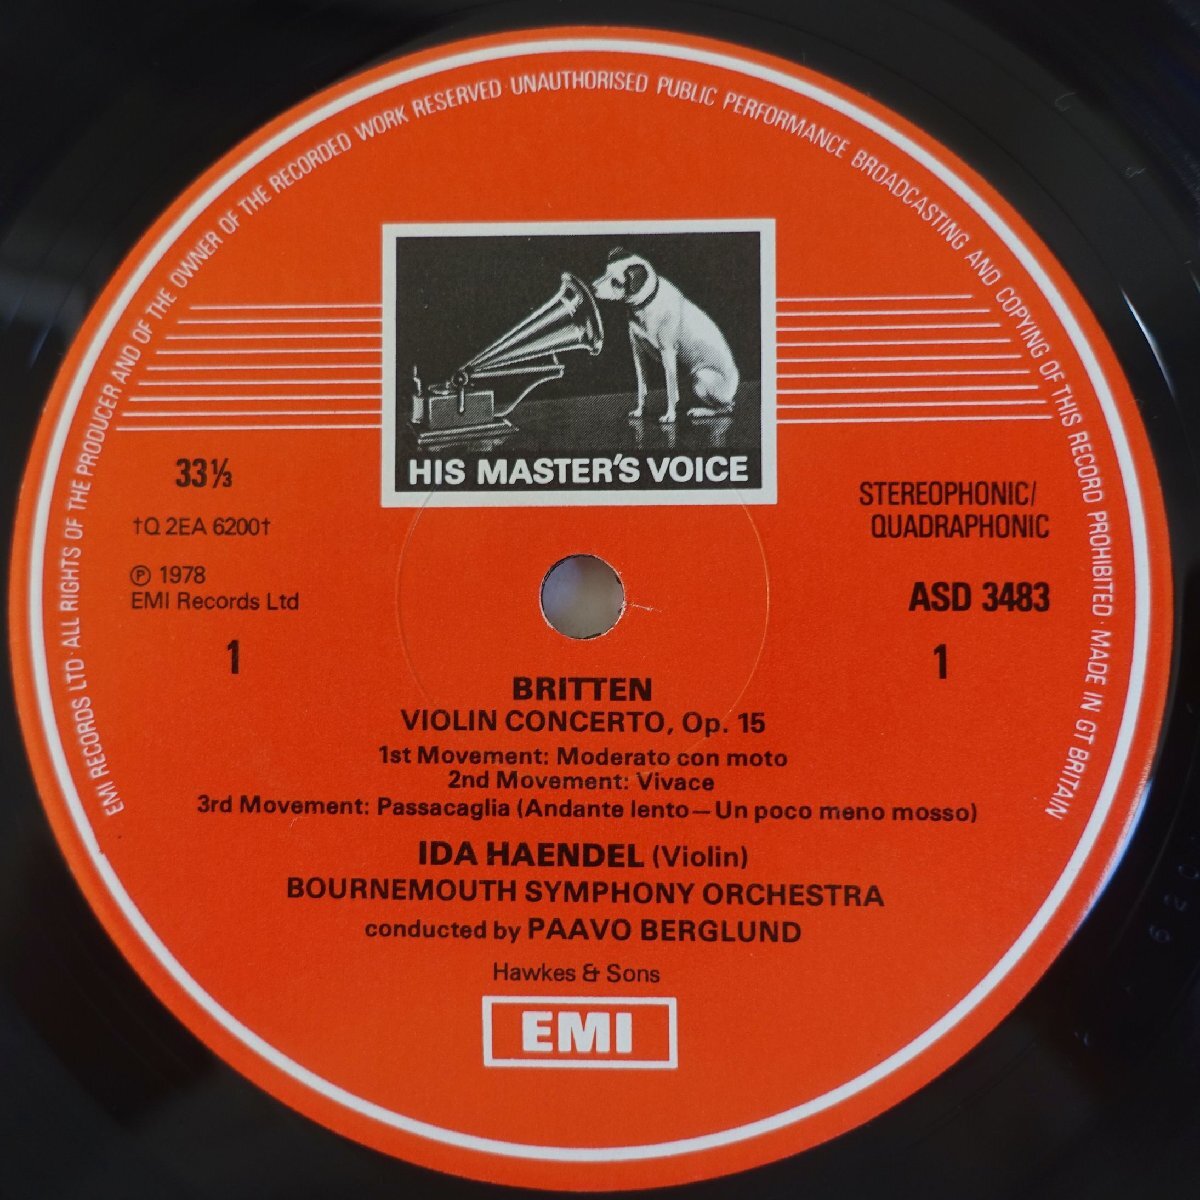 EMI RECORDS LTD · ALL RIGHTS OF THE PRODUCER AND OF THE OWNER OF THE RECORDED WORK RESERVED · UNAUTHORISED PUBLIC PERFORMANCE BROADCASTING AND COPYING OF THIS RECORD PROHIBITED · MADE IN GT BRITAIN
HIS MASTER'S VOICE
33⅓
†Q 2EA 6200†
℗ 1978
EMI Records Ltd
1
STEREOPHONIC/
QUADRAPHONIC
ASD 3483
1
BRITTEN
VIOLIN CONCERTO, Op. 15
1st Movement: Moderato con moto
2nd Movement: Vivace
3rd Movement: Passacaglia (Andante lento—Un poco meno mosso)
IDA HAENDEL (Violin)
BOURNEMOUTH SYMPHONY ORCHESTRA
conducted by PAAVO BERGLUND
Hawkes & Sons
EMI